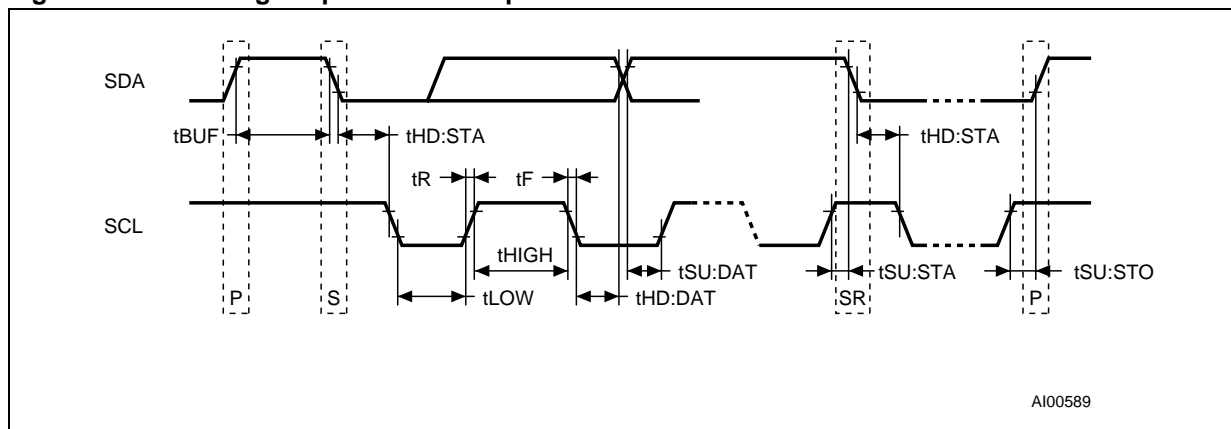 SDA
tBUF
tHD:STA
tHD:STA
tR
tF
SCL
tHIGH
tSU:DAT
tSU:STA
tSU:STO
P
S
tLOW
tHD:DAT
SR
P
AI00589